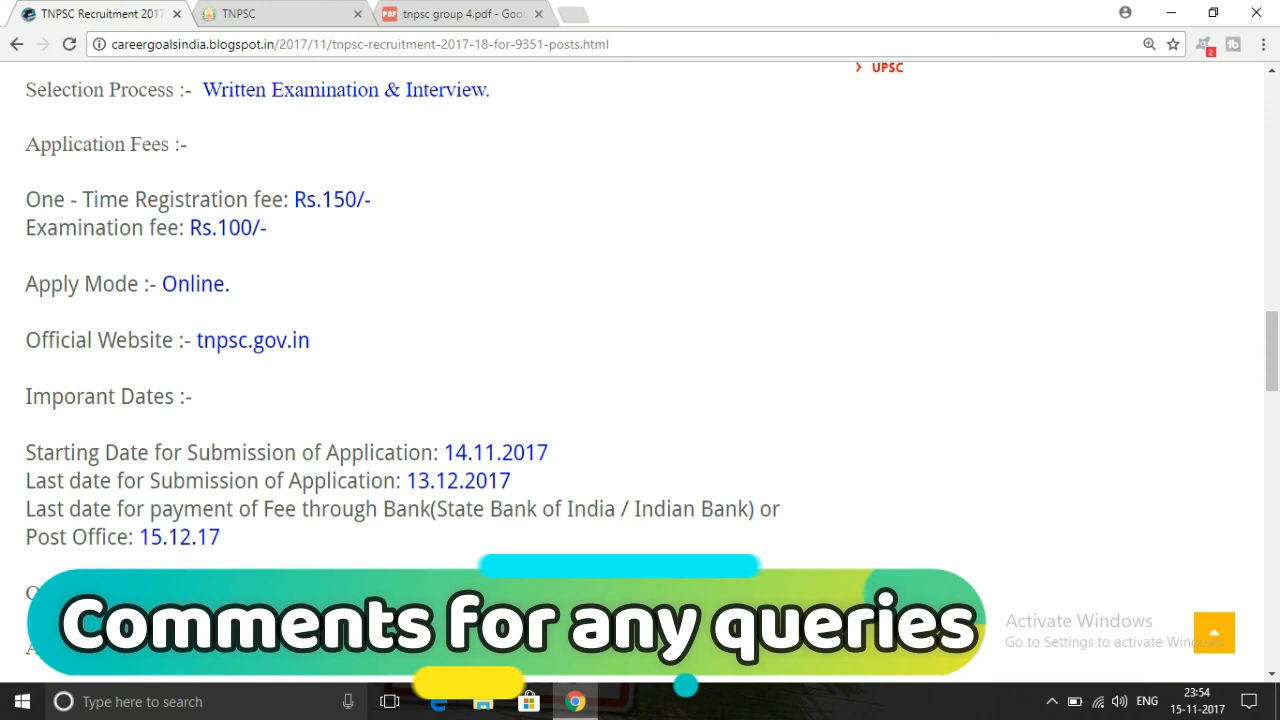 TNPSC Recruitment 2017
TNPSC
tnpsc group 4.pdf - Goo
careergoalsindia.blogspot.in/2017/11/tnpsc-recruitment-2017-18-for-9351-posts.html
2
UPSC
Selection Process :- Written Examination & Interview.
Application Fees :-
One - Time Registration fee: Rs.150/-
Examination fee: Rs.100/-
Apply Mode :- Online.
Official Website :- tnpsc.gov.in
Imporant Dates :-
Starting Date for Submission of Application: 14.11.2017
Last date for Submission of Application: 13.12.2017
Last date for payment of Fee through Bank(State Bank of India / Indian Bank) or
Post Office: 15.12.17
Comments for any queries
Activate Windows
Go to Settings to activate
Type here to search
ENG
23:54
15-11-2017